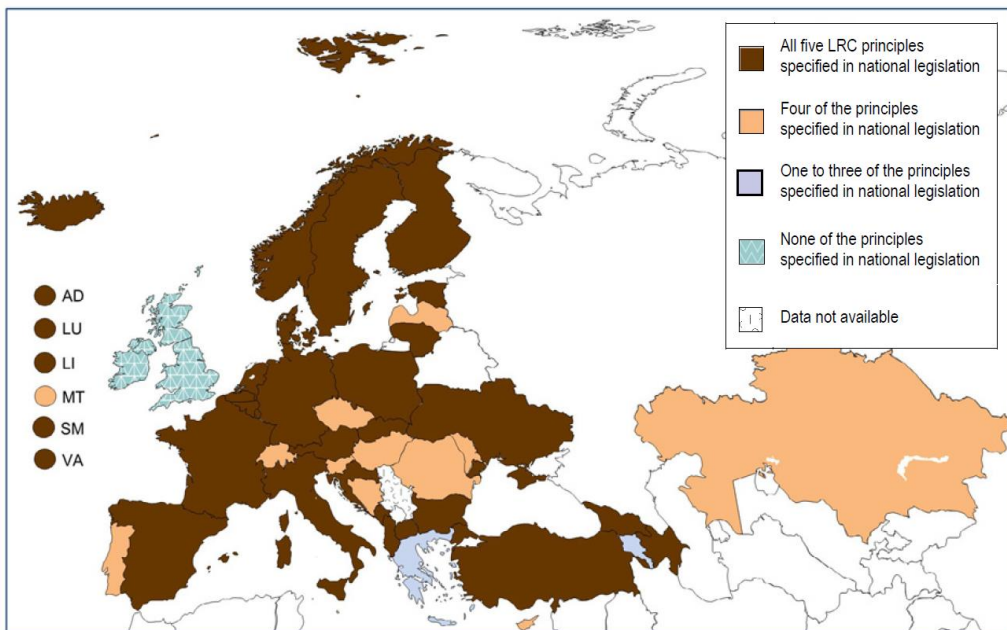 All five LRC principles
specified in national legislation
Four of the principles
specified in national legislation
One to three of the principles
specified in national legislation
None of the principles
specified in national legislation
Data not available
AD
LU
LI
MT
SM
VA